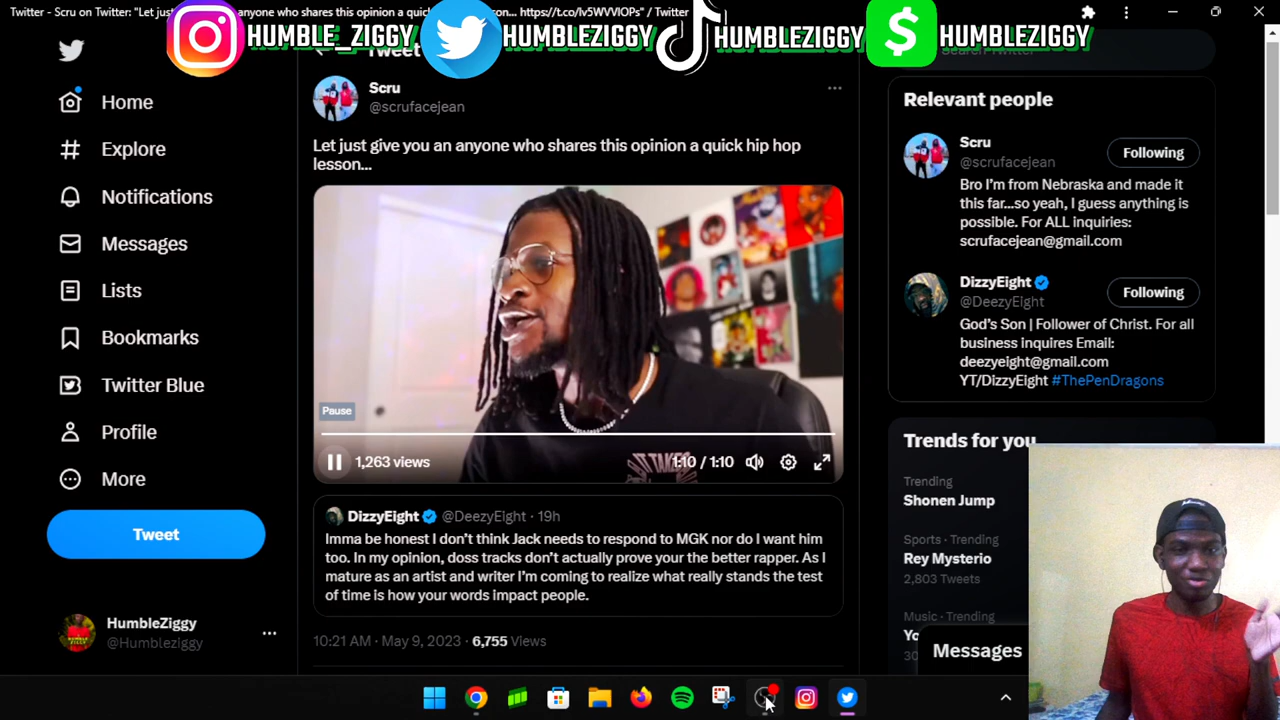 Twitter - Scru on Twitter: "Let just
anyone who shares this opinion a quick
https://t.co/lv5WVVlOPs" / Twitter
HUMBLE_ZIGGY
HUMBLEZIGGY
HUMBLEZIGGY
$
HUMBLEZIGGY
Tweet
Home
Explore
Notifications
Messages
Lists
Bookmarks
Twitter Blue
Profile
More
Tweet
HumbleZiggy
@Humbleziggy
Scru
@scrufacejean
Let just give you an anyone who shares this opinion a quick hip hop
lesson...
Pause
1,263 views
1:10 / 1:10
DizzyEight @DeezyEight · 19h
Imma be honest I don't think Jack needs to respond to MGK nor do I want him
too. In my opinion, doss tracks don't actually prove your the better rapper. As I
mature as an artist and writer I'm coming to realize what really stands the test
of time is how your words impact people.
10:21 AM · May 9, 2023 · 6,755 Views
Search Twitter
Relevant people
Scru
@scrufacejean
Following
Bro I'm from Nebraska and made it
this far...so yeah, I guess anything is
possible. For ALL inquiries:
scrufacejean@gmail.com
DizzyEight
@DeezyEight
Following
God's Son | Follower of Christ. For all
business Inquires Email:
deezyeight@gmail.com
YT/DizzyEight #ThePenDragons
Trends for you
Trending
Shonen Jump
Sports · Trending
Rey Mysterio
2,803 Tweets
Music · Trending
Messages